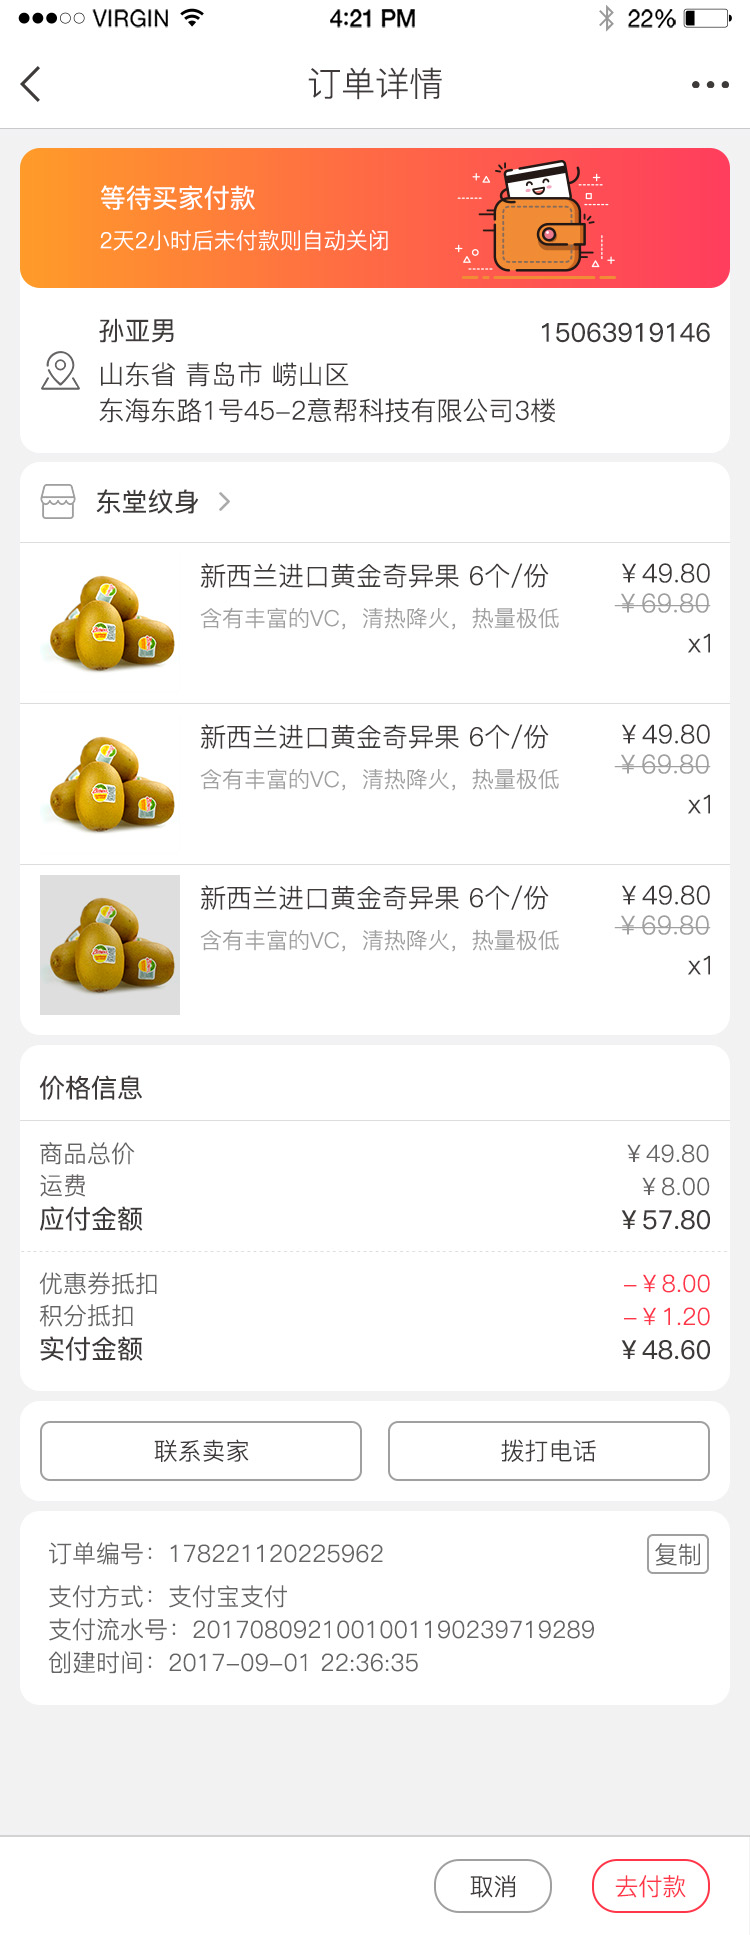 VIRGIN 4:21 PM 22%
订单详情
等待买家付款
2天2小时后未付款则自动关闭
孙亚男 15063919146
山东省 青岛市 崂山区
东海东路1号45-2意帮科技有限公司3楼
东堂纹身
新西兰进口黄金奇异果 6个/份 ¥49.80
¥69.80
含有丰富的VC，清热降火，热量极低
x1
新西兰进口黄金奇异果 6个/份 ¥49.80
¥69.80
含有丰富的VC，清热降火，热量极低
x1
新西兰进口黄金奇异果 6个/份 ¥49.80
¥69.80
含有丰富的VC，清热降火，热量极低
x1
价格信息
商品总价 ¥49.80
运费 ¥8.00
应付金额 ¥57.80
优惠券抵扣 -¥8.00
积分抵扣 -¥1.20
实付金额 ¥48.60
联系卖家 拨打电话
订单编号：178221120225962 复制
支付方式：支付宝支付
支付流水号：2017080921001001190239719289
创建时间：2017-09-01 22:36:35
取消 去付款